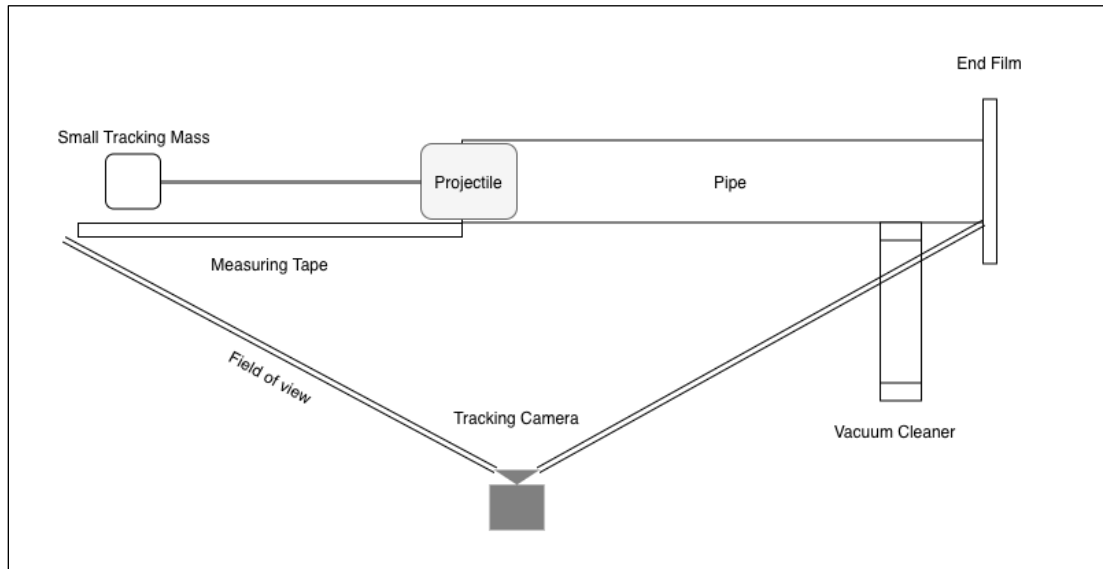 End Film
Small Tracking Mass
Projectile
Pipe
Measuring Tape
Field of view
Tracking Camera
Vacuum Cleaner